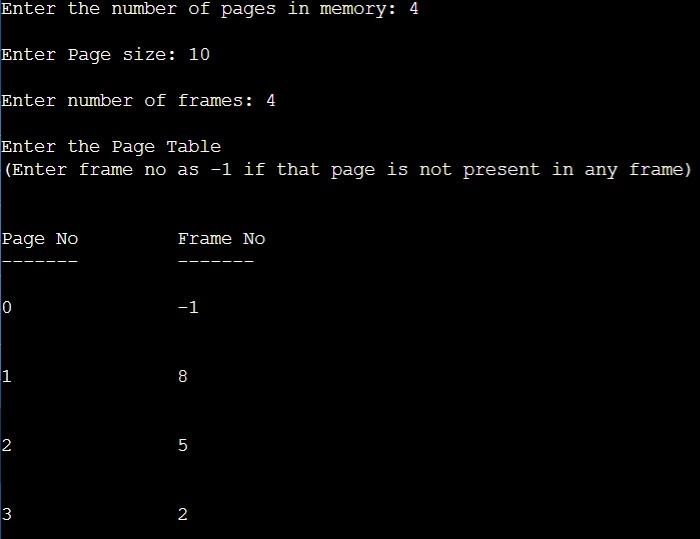 Enter the number of pages in memory: 4
Enter Page size: 10
Enter number of frames: 4
Enter the Page Table
(Enter frame no as -1 if that page is not present in any frame)
Page No Frame No
------- -------
0 -1
1 8
2 5
3 2